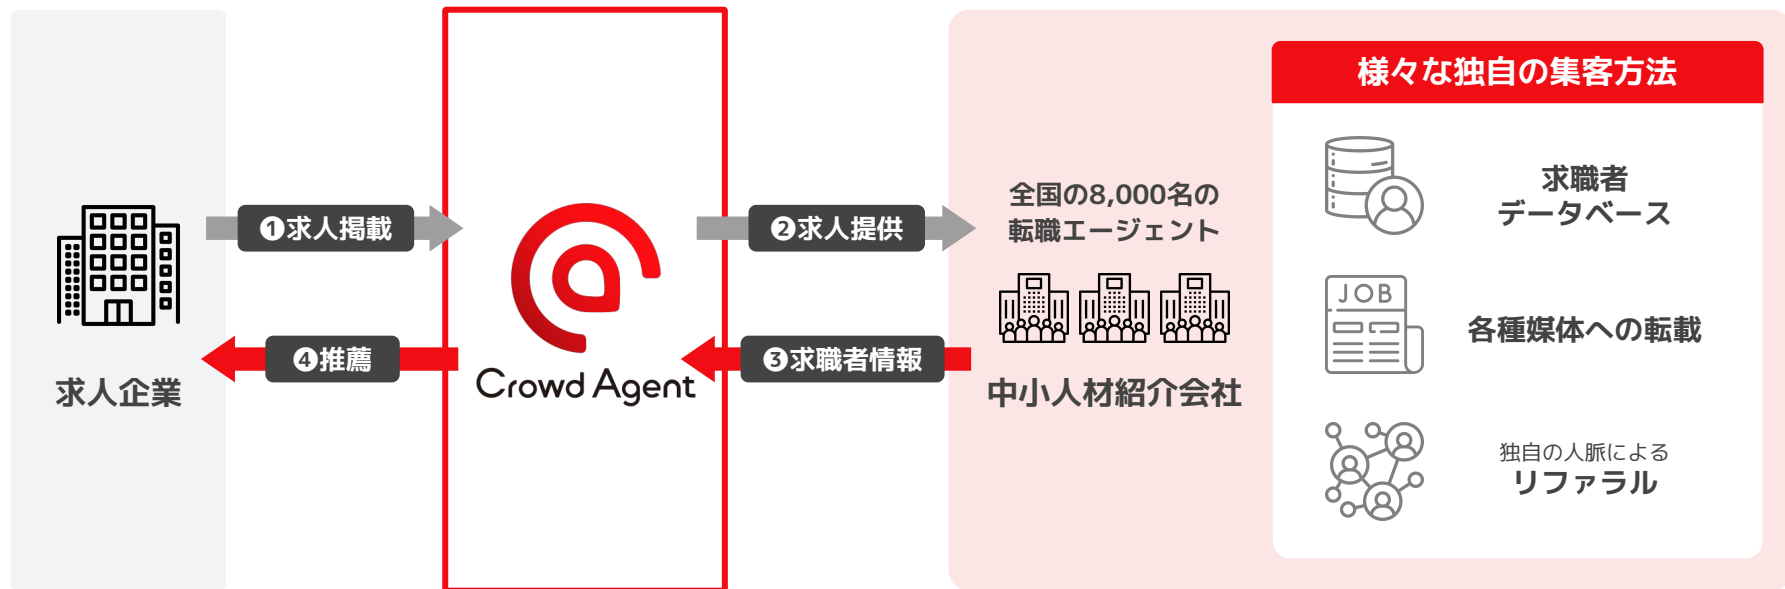 求人企業
❶求人掲載
❹推薦
Crowd Agent
❷求人提供
❸求職者情報
全国の8,000名の
転職エージェント
中小人材紹介会社
様々な独自の集客方法
求職者
データベース
JOB
各種媒体への転載
独自の人脈による
リファラル